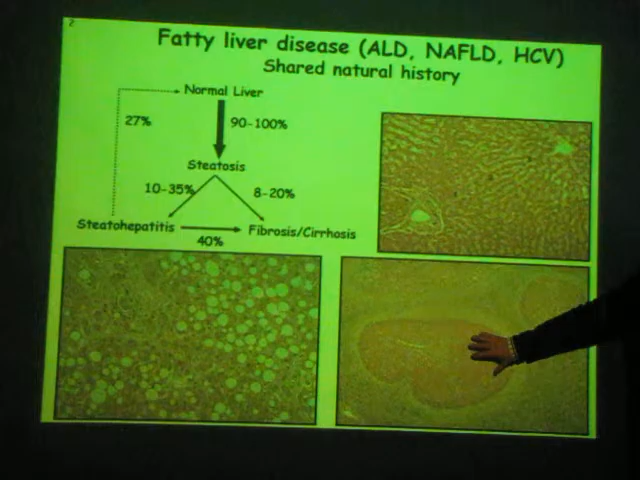 2
Fatty liver disease (ALD, NAFLD, HCV)
Shared natural history
Normal Liver
27%
90-100%
Steatosis
10-35%
8-20%
Steatohepatitis
Fibrosis/Cirrhosis
40%